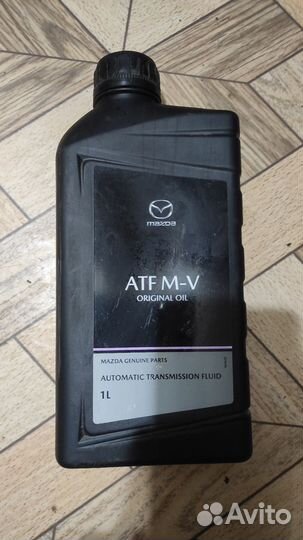 mazda
ATF M-V
ORIGINAL OIL
MAZDA GENUINE PARTS
AUTOMATIC TRANSMISSION FLUID
1L
Avito